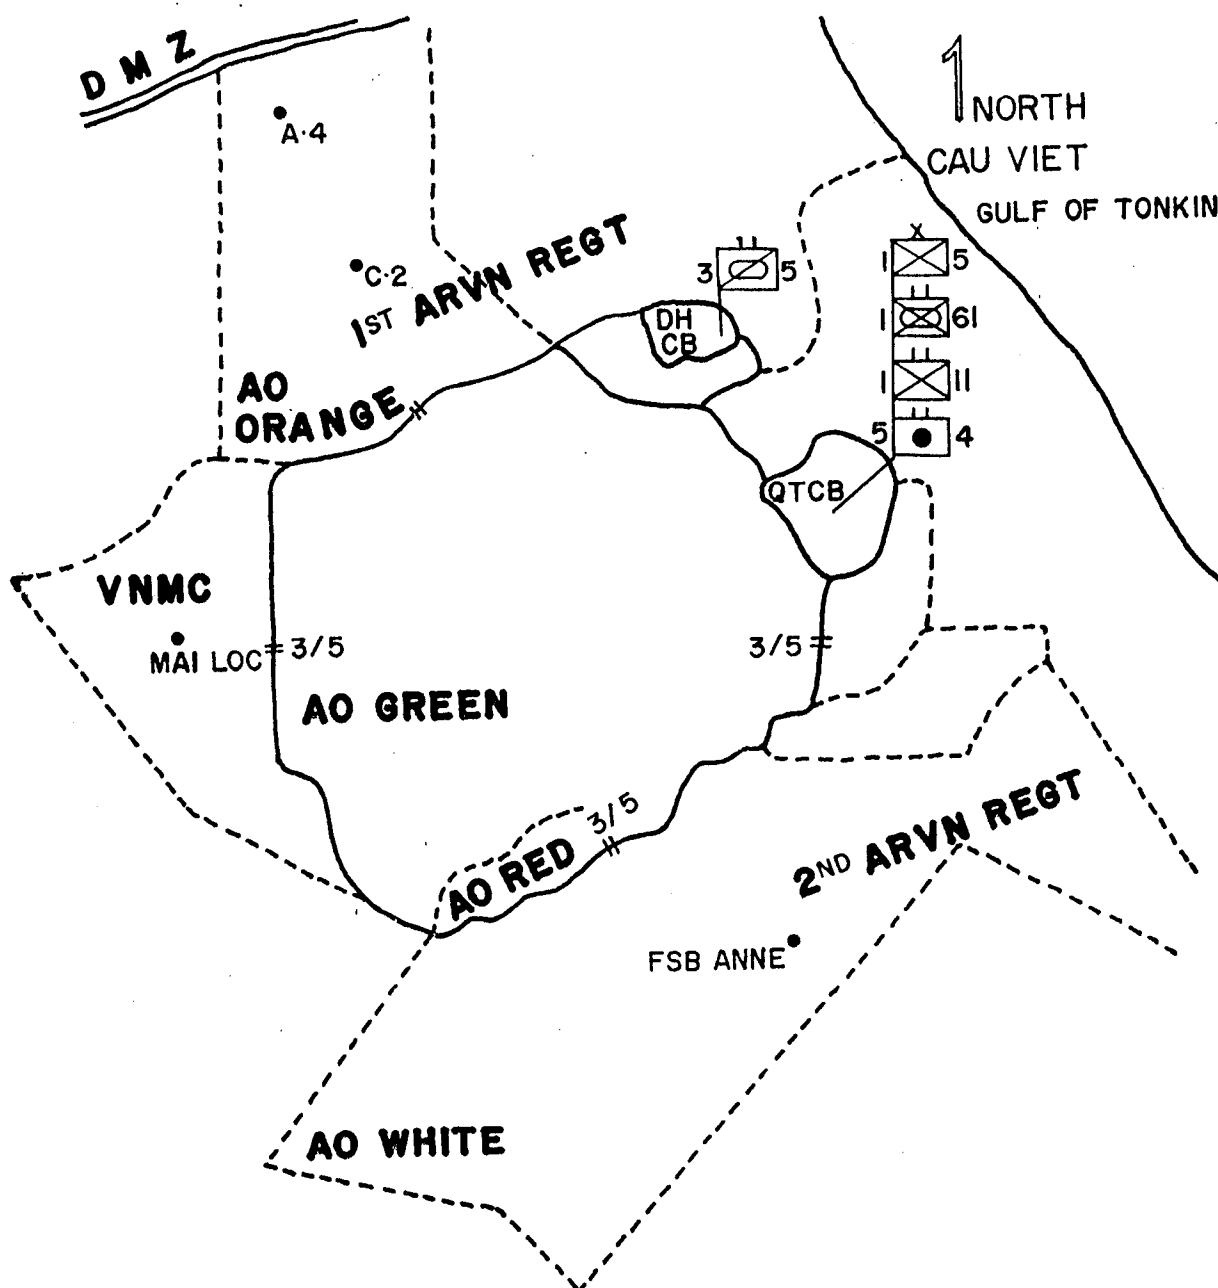 DMZ
NORTH
A·4
CAU VIET
GULF OF TONKIN
X
1 5
1ST ARVN REGT
3 5
C·2
1 61
DH
CB
1 11
AO
ORANGE
5 4
QTCB
VNMC
MAI LOC
3/5
3/5
AO GREEN
3/5
AO RED
2ND ARVN REGT
FSB ANNE
AO WHITE